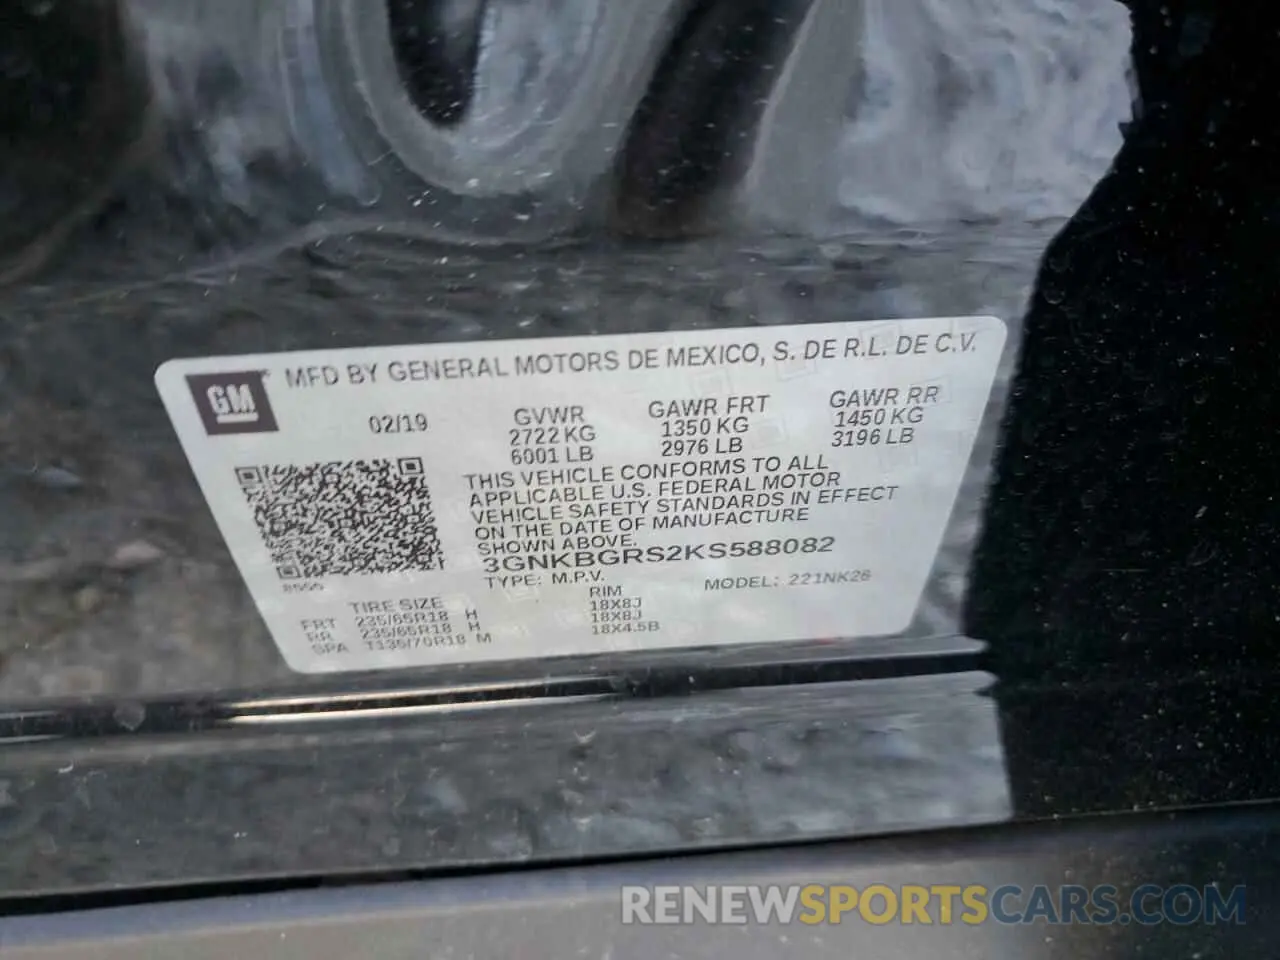 GM MFD BY GENERAL MOTORS DE MEXICO, S. DE R.L. DE C.V.
02/19 GVWR GAWR FRT GAWR RR
2722 KG 1350 KG 1450 KG
6001 LB 2976 LB 3196 LB
THIS VEHICLE CONFORMS TO ALL
APPLICABLE U.S. FEDERAL MOTOR
VEHICLE SAFETY STANDARDS IN EFFECT
ON THE DATE OF MANUFACTURE
SHOWN ABOVE.
3GNKBGRS2KS588082
TYPE: M.P.V. MODEL: 221NK26
TIRE SIZE RIM
FRT 235/65R18 H 18X8J
RR 235/65R18 H 18X8J
SPA T135/70R18 M 18X4.5B
RENEWSPORTSCARS.COM